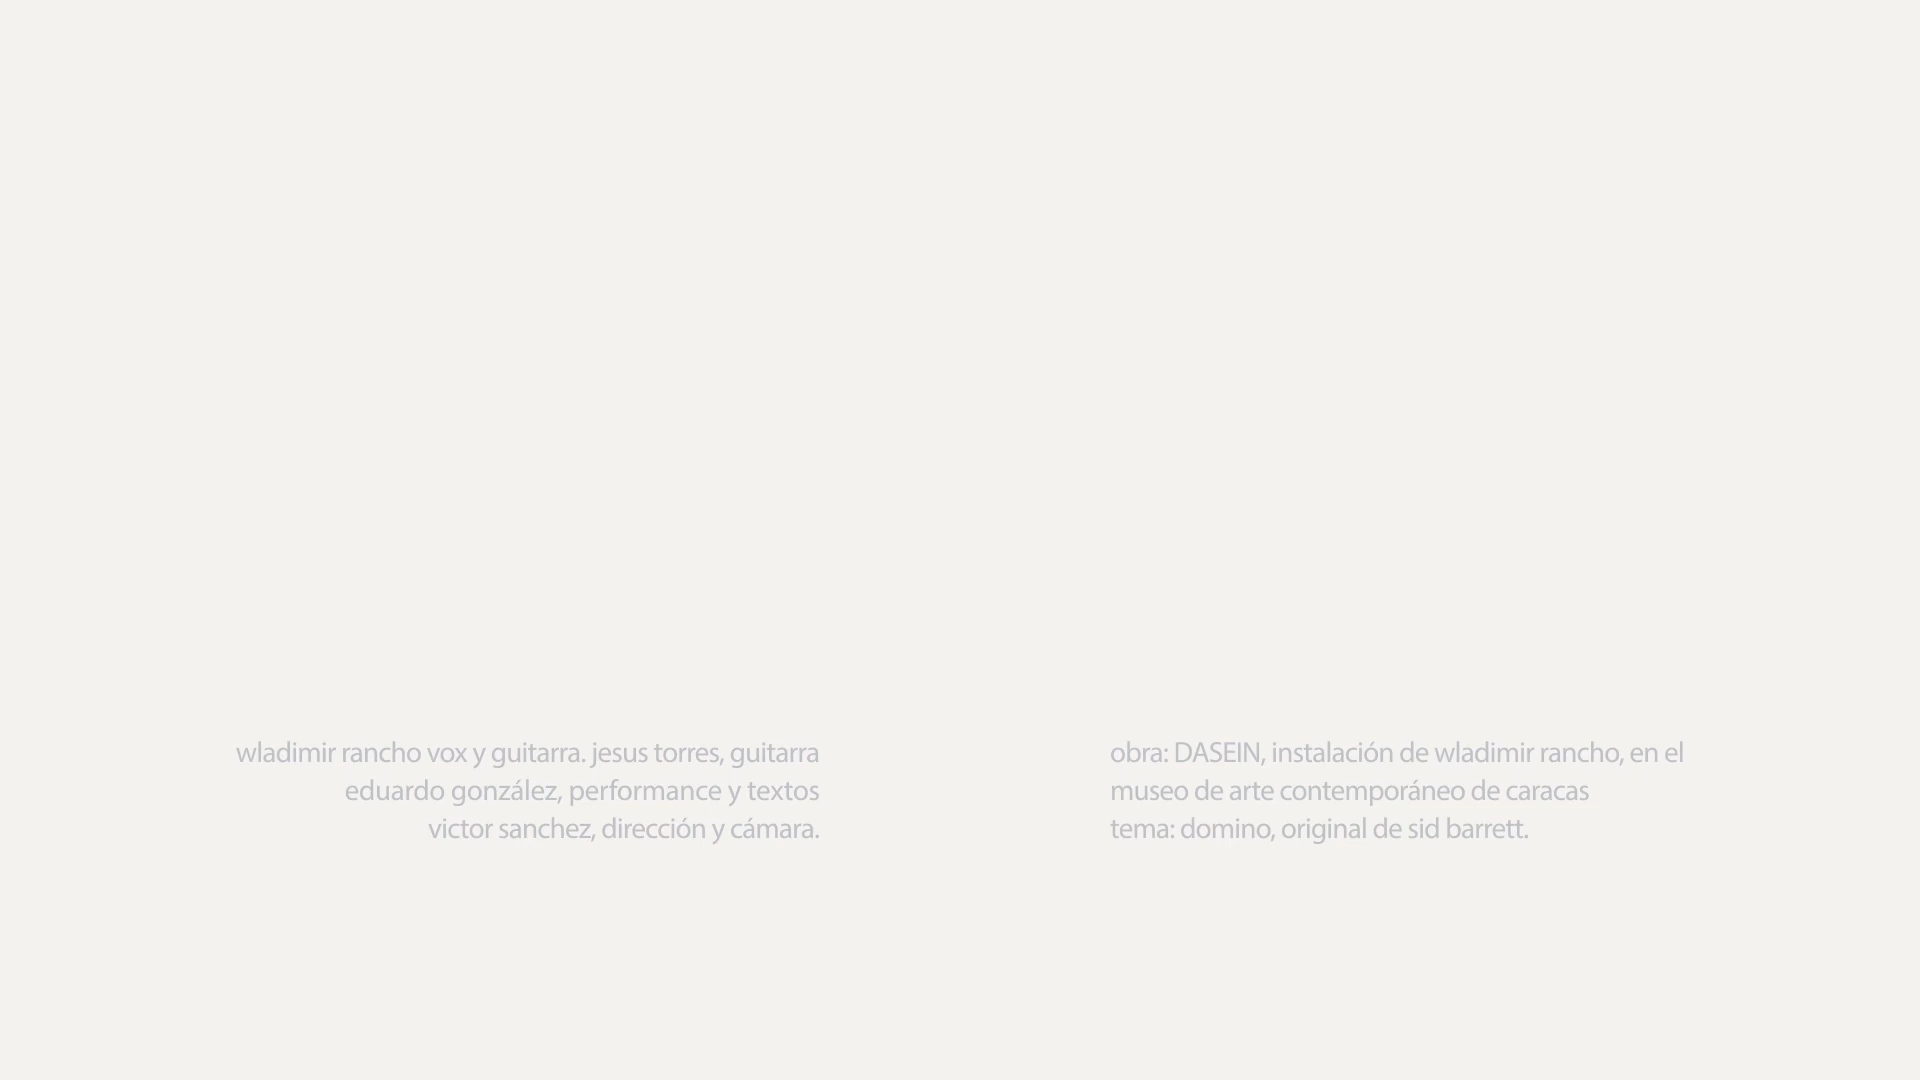 wladimir rancho vox y guitarra. jesus torres, guitarra
eduardo gonzález, performance y textos
victor sanchez, dirección y cámara.
obra: DASEIN, instalación de wladimir rancho, en el
museo de arte contemporáneo de caracas
tema: domino, original de sid barrett.